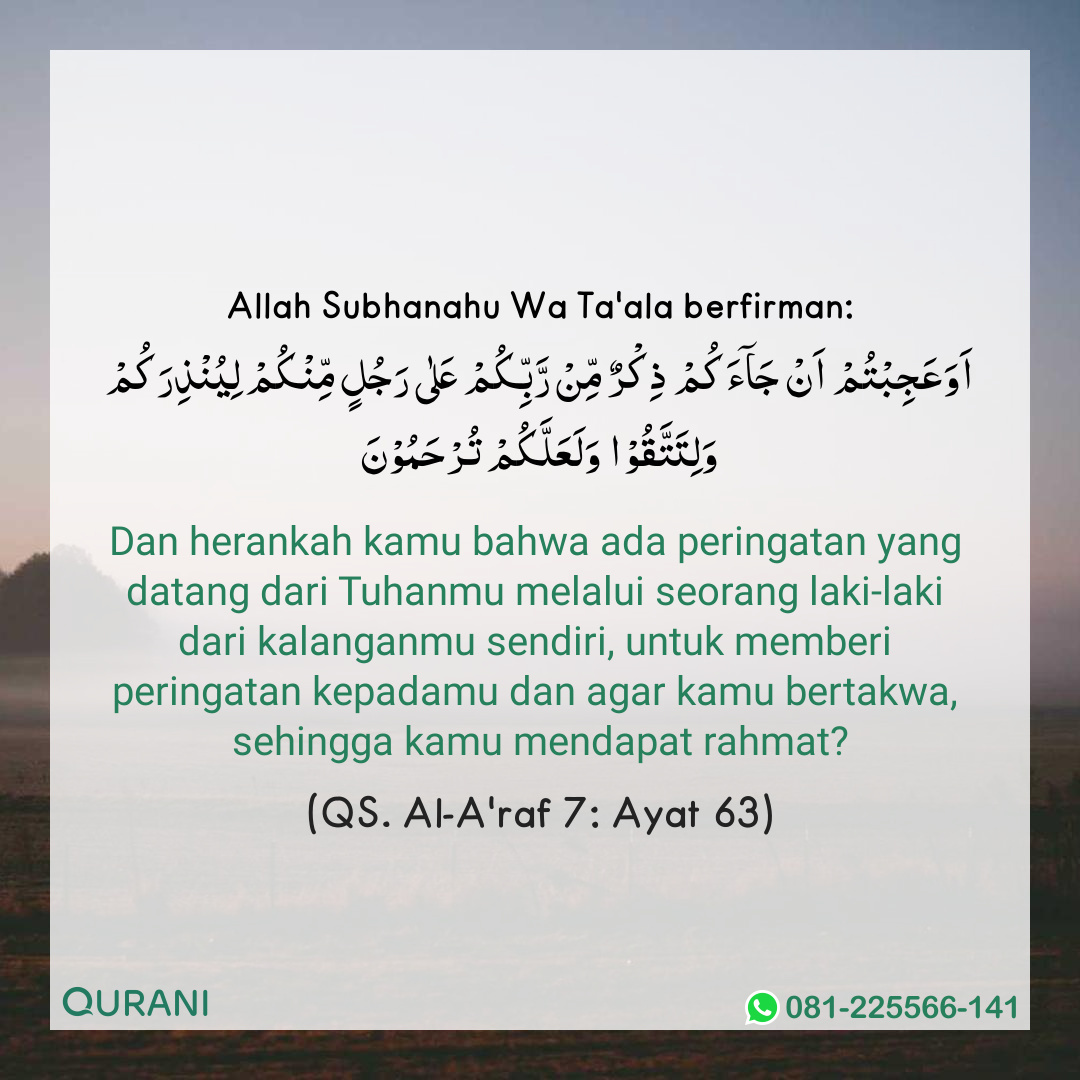 Allah Subhanahu Wa Ta'ala berfirman:
اَوَعَجِبْتُمْ اَنْ جَآءَكُمْ ذِكْرٌ مِّنْ رَّبِّكُمْ عَلٰى رَجُلٍ مِّنْكُمْ لِيُنْذِرَكُمْ
وَلِتَتَّقُوْا وَلَعَلَّكُمْ تُرْحَمُوْنَ
Dan herankah kamu bahwa ada peringatan yang
datang dari Tuhanmu melalui seorang laki-laki
dari kalanganmu sendiri, untuk memberi
peringatan kepadamu dan agar kamu bertakwa,
sehingga kamu mendapat rahmat?
(QS. Al-A'raf 7: Ayat 63)
QURANI
081-225566-141